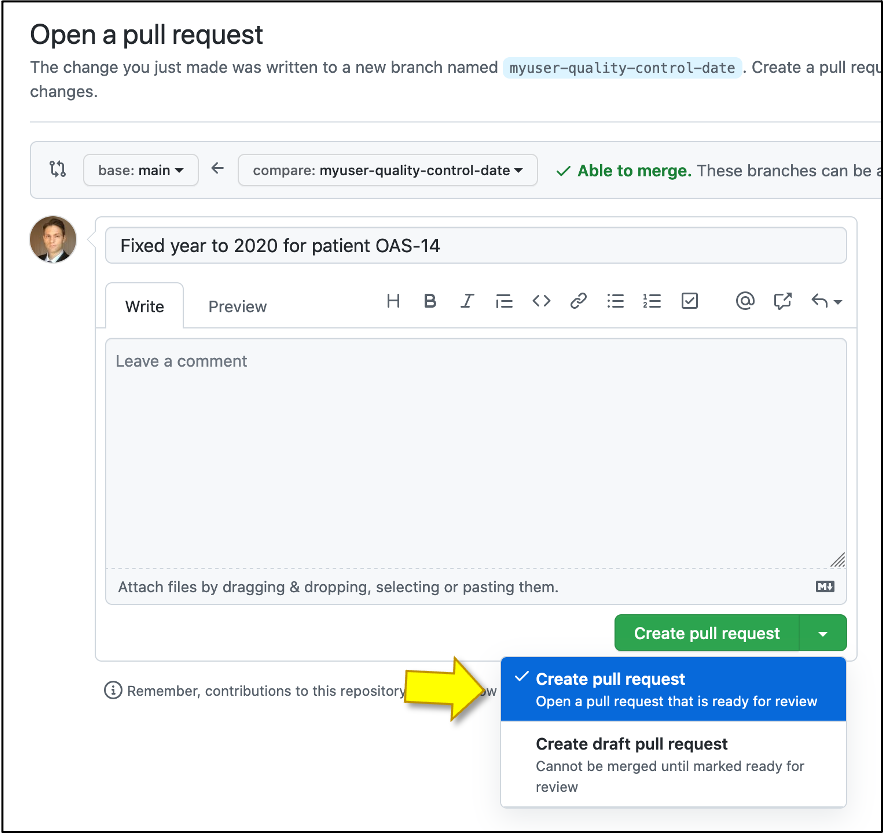 Open a pull request
The change you just made was written to a new branch named myuser-quality-control-date. Create a pull
changes.
base: main compare: myuser-quality-control-date Able to merge. These branches can be
Fixed year to 2020 for patient OAS-14
Write Preview
Leave a comment
Attach files by dragging & dropping, selecting or pasting them.
Create pull request
Remember, contributions to this repository
Create pull request
Open a pull request that is ready for review
Create draft pull request
Cannot be merged until marked ready for
review